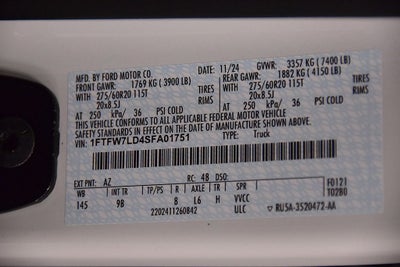 MFD. BY FORD MOTOR CO.
DATE: 11/24 GVWR: 3357 KG (7400 LB)
FRONT GAWR: 1769 KG (3900 LB) REAR GAWR: 1882 KG (4150 LB)
WITH 275/60R20 115T TIRES WITH 275/60R20 115T TIRES
20x8.5J RIMS 20x8.5J RIMS
AT 250 kPa/ 36 PSI COLD AT 250 kPa/ 36 PSI COLD
THIS VEHICLE CONFORMS TO ALL APPLICABLE FEDERAL MOTOR VEHICLE
SAFETY STANDARDS IN EFFECT ON THE DATE OF MANUFACTURE SHOWN ABOVE.
VIN: 1FTFW7LD4SFA01751 TYPE: Truck
EXT PNT: AZ RC: 48 DSO: F0121
WB INT TR TP/PS R AXLE TR H VVCC T0280
145 9B 8 L6 H
2202411260842 ULC RU5A-3520472-AA